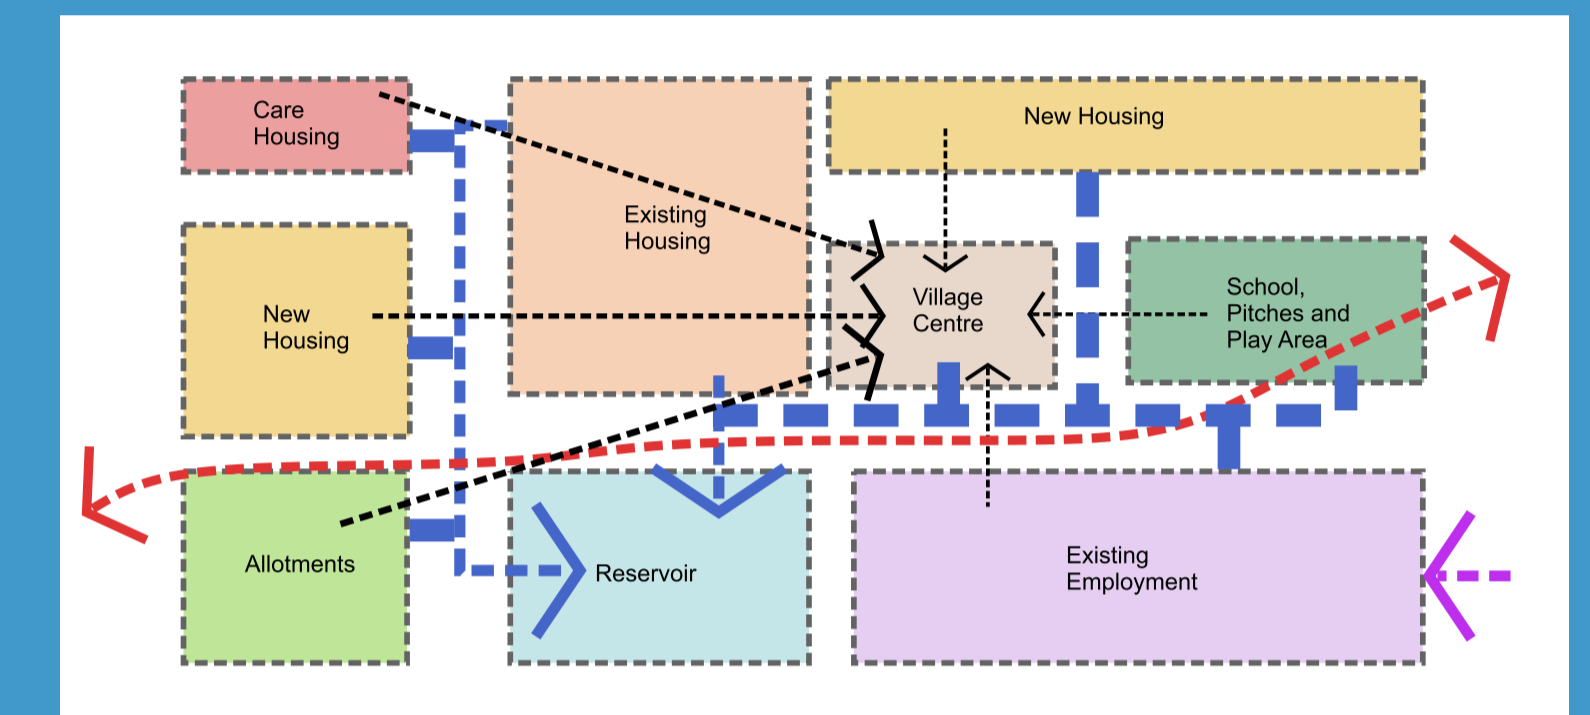 Care
Housing
New Housing
Existing
Housing
New
Housing
Village
Centre
School,
Pitches and
Play Area
Allotments
Reservoir
Existing
Employment